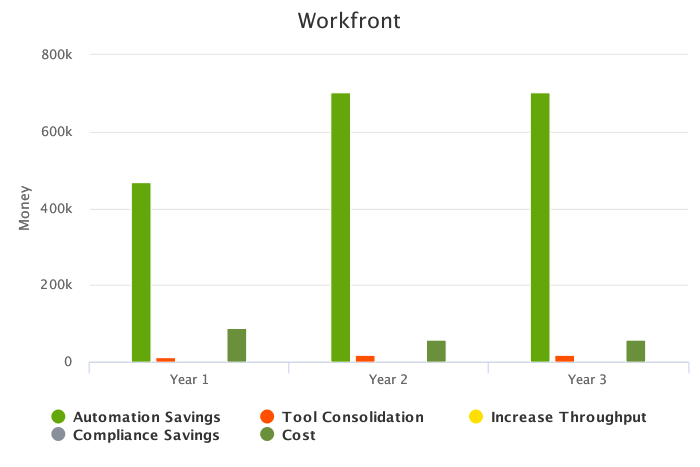 Workfront
800k
600k
400k
200k
0
Money
Year 1 Year 2 Year 3
Automation Savings Tool Consolidation Increase Throughput
Compliance Savings Cost